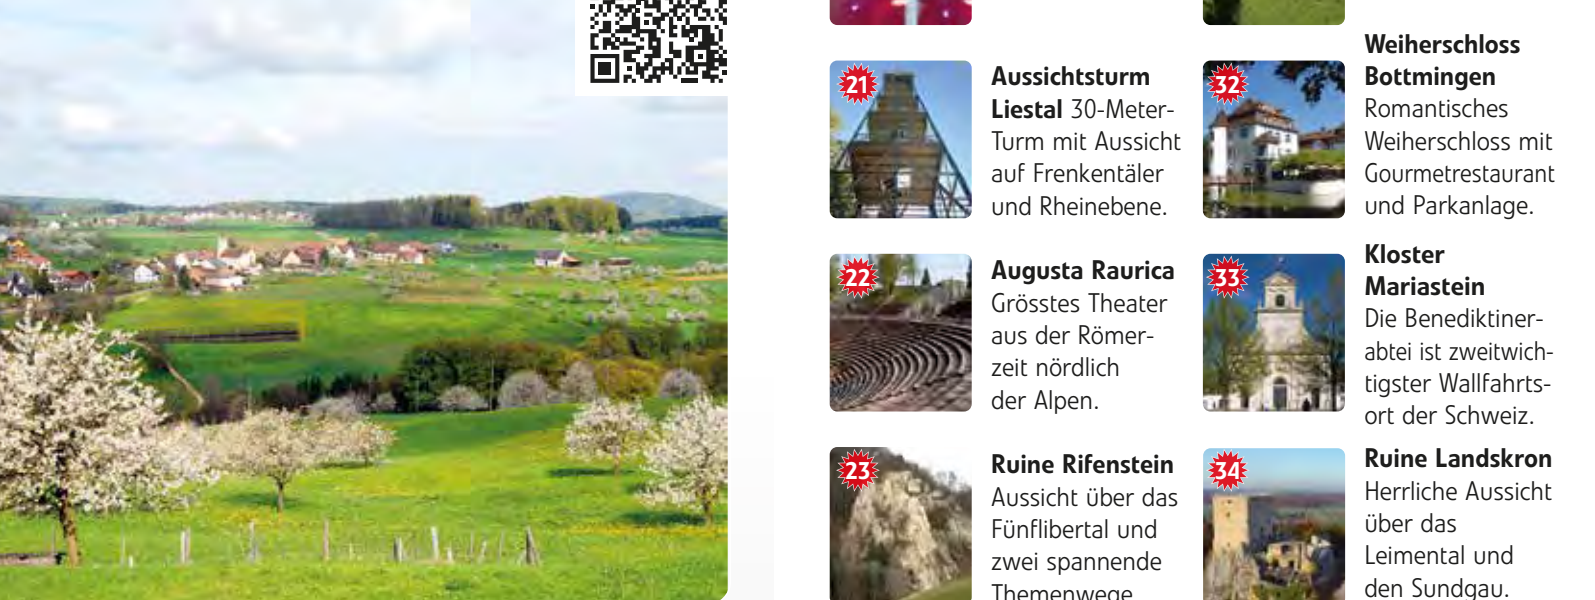 21
Aussichtsturm
Liestal 30-Meter-
Turm mit Aussicht
auf Frenkentäler
und Rheinebene.
22
Augusta Raurica
Grösstes Theater
aus der Römer-
zeit nördlich
der Alpen.
23
Ruine Rifenstein
Aussicht über das
Fünflibertal und
zwei spannende
Themenwege
32
Weiherschloss
Bottmingen
Romantisches
Weiherschloss mit
Gourmetrestaurant
und Parkanlage.
33
Kloster
Mariastein
Die Benediktiner-
abtei ist zweitwich-
tigster Wallfahrts-
ort der Schweiz.
34
Ruine Landskron
Herrliche Aussicht
über das
Leimental und
den Sundgau.